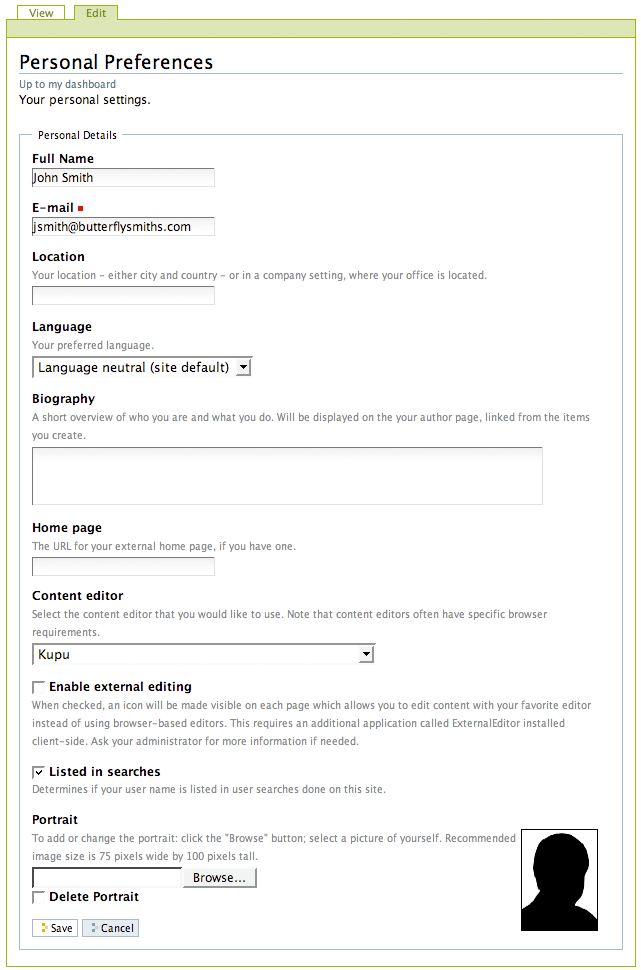 View
Edit
Personal Preferences
Up to my dashboard
Your personal settings.
Personal Details
Full Name
John Smith
E-mail
jsmith@butterflysmiths.com
Location
Your location - either city and country - or in a company setting, where your office is located.
Language
Your preferred language.
Language neutral (site default)
Biography
A short overview of who you are and what you do. Will be displayed on the your author page, linked from the items
you create.
Home page
The URL for your external home page, if you have one.
Content editor
Select the content editor that you would like to use. Note that content editors often have specific browser
requirements.
Kupu
Enable external editing
When checked, an icon will be made visible on each page which allows you to edit content with your favorite editor
instead of using browser-based editors. This requires an additional application called ExternalEditor installed
client-side. Ask your administrator for more information if needed.
Listed in searches
Determines if your user name is listed in user searches done on this site.
Portrait
To add or change the portrait: click the "Browse" button; select a picture of yourself. Recommended
image size is 75 pixels wide by 100 pixels tall.
Browse...
Delete Portrait
Save
Cancel